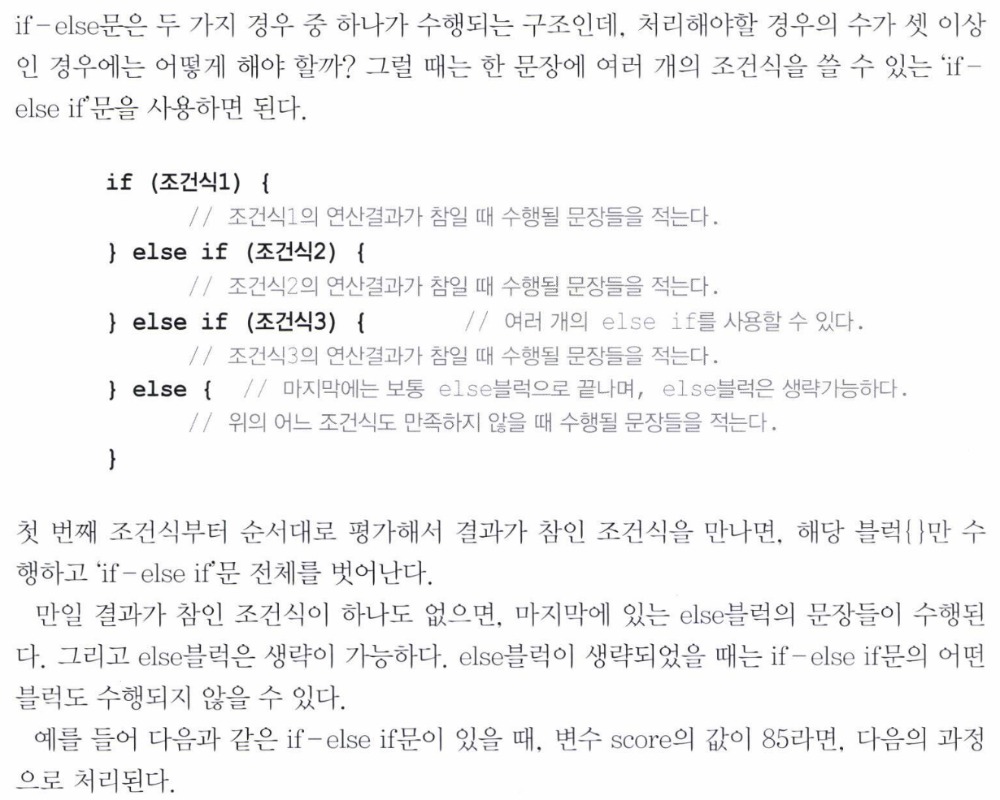 if-else문은 두 가지 경우 중 하나가 수행되는 구조인데, 처리해야할 경우의 수가 셋 이상
인 경우에는 어떻게 해야 할까? 그럴 때는 한 문장에 여러 개의 조건식을 쓸 수 있는 ‘if-
else if’문을 사용하면 된다.
if (조건식1) {
// 조건식1의 연산결과가 참일 때 수행될 문장들을 적는다.
} else if (조건식2) {
// 조건식2의 연산결과가 참일 때 수행될 문장들을 적는다.
} else if (조건식3) { // 여러 개의 else if를 사용할 수 있다.
// 조건식3의 연산결과가 참일 때 수행될 문장들을 적는다.
} else { // 마지막에는 보통 else블럭으로 끝나며, else블럭은 생략가능하다.
// 위의 어느 조건식도 만족하지 않을 때 수행될 문장들을 적는다.
}
첫 번째 조건식부터 순서대로 평가해서 결과가 참인 조건식을 만나면, 해당 블럭{}만 수
행하고 ‘if-else if’문 전체를 벗어난다.
만일 결과가 참인 조건식이 하나도 없으면, 마지막에 있는 else블럭의 문장들이 수행된
다. 그리고 else블럭은 생략이 가능하다. else블럭이 생략되었을 때는 if-else if문의 어떤
블럭도 수행되지 않을 수 있다.
예를 들어 다음과 같은 if-else if문이 있을 때, 변수 score의 값이 85라면, 다음의 과정
으로 처리된다.